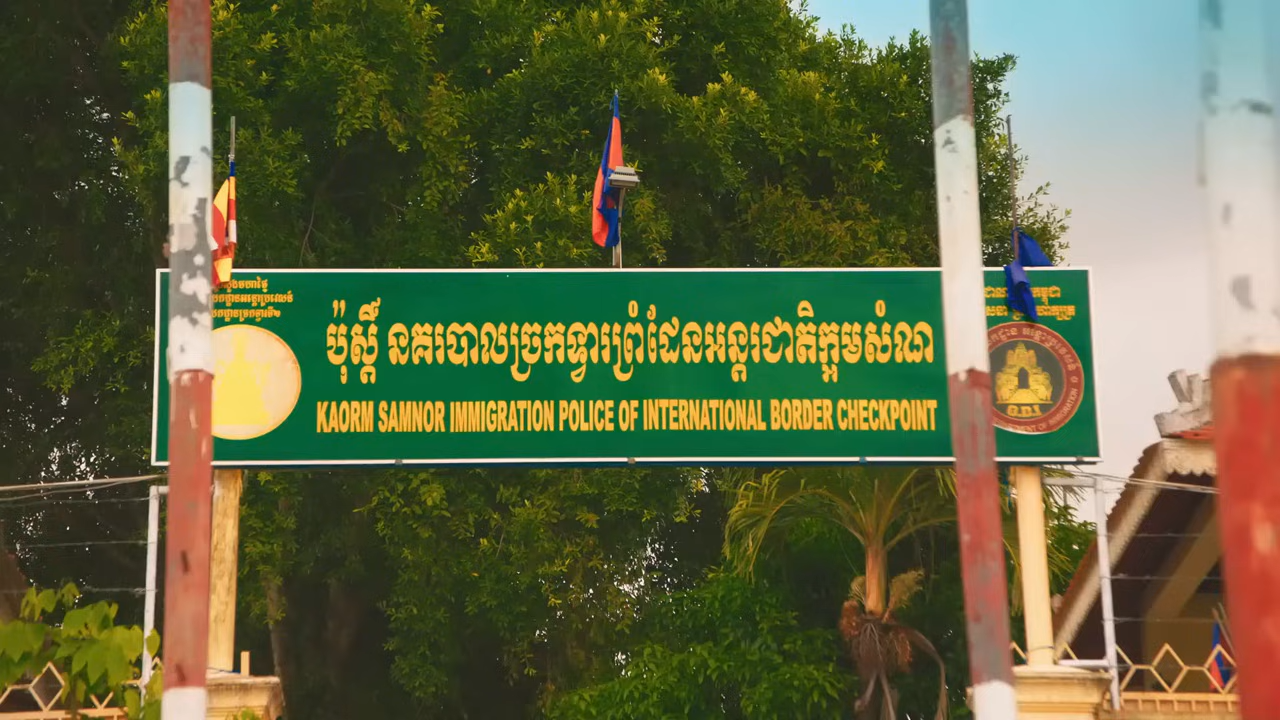 ប៉ុស្តិ៍ នគរបាលច្រកទ្វារព្រំដែនអន្តរជាតិក្អមសំណ
KAORM SAMNOR IMMIGRATION POLICE OF INTERNATIONAL BORDER CHECKPOINT
G.D.I